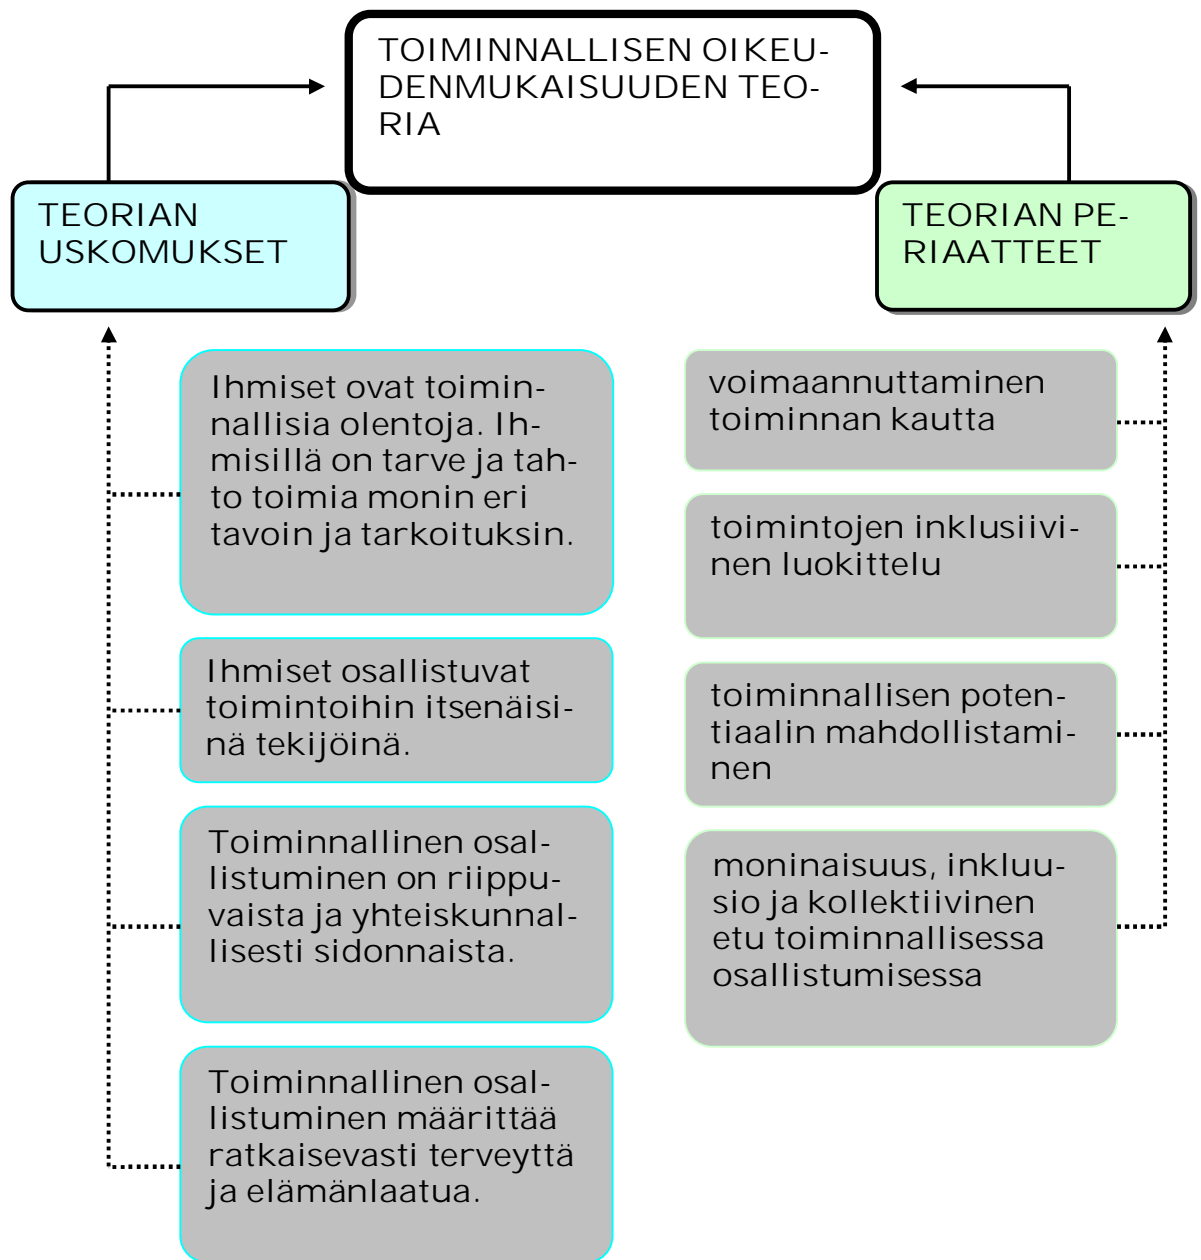 TOIMINNALLISEN OIKEU-
DENMUKAISUUDEN TEO-
RIA
TEORIAN
USKOMUKSET
Ihmiset ovat toimin-
nallisia olentoja. Ih-
misillä on tarve ja tah-
to toimia monin eri
tavoin ja tarkoituksin.
Ihmiset osallistuvat
toimintoihin itsenäisi-
nä tekijöinä.
Toiminnallinen osal-
listuminen on riippu-
vaista ja yhteiskunnal-
lisesti sidonnaista.
Toiminnallinen osal-
listuminen määrittää
ratkaisevasti terveyttä
ja elämänlaatua.
TEORIAN PE-
RIAATTEET
voimaannuttaminen
toiminnan kautta
toimintojen inklusiivi-
nen luokittelu
toiminnallisen poten-
tiaalin mahdollistami-
nen
moninaisuus, inkluu-
sio ja kollektiivinen
etu toiminnallisessa
osallistumisessa